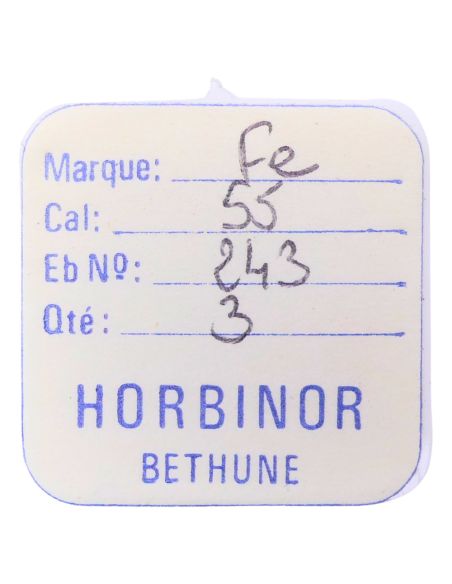 Marque: Fe
Cal: 55
Eb Nº: 243
Qté: 3
HORBINOR
BETHUNE